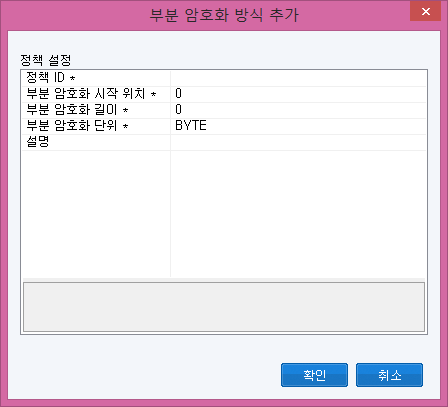 부분 암호화 방식 추가
정책 설정
정책 ID *
부분 암호화 시작 위치 * 0
부분 암호화 길이 * 0
부분 암호화 단위 * BYTE
설명
확인 취소